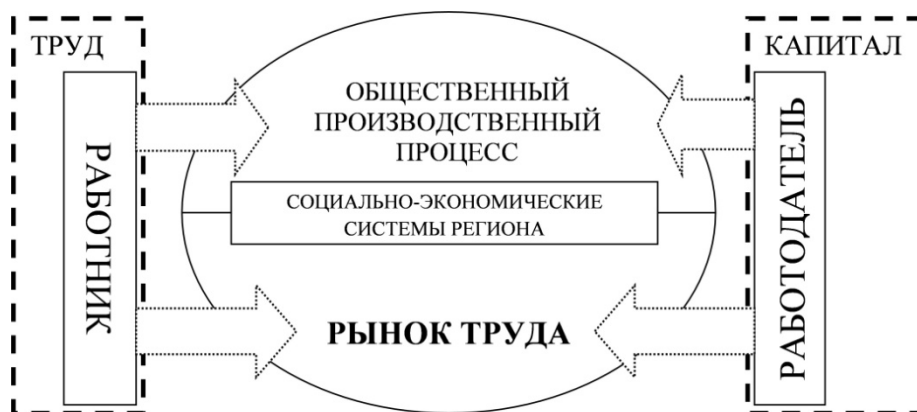 ТРУД
РАБОТНИК
ОБЩЕСТВЕННЫЙ
ПРОИЗВОДСТВЕННЫЙ
ПРОЦЕСС
СОЦИАЛЬНО-ЭКОНОМИЧЕСКИЕ
СИСТЕМЫ РЕГИОНА
РЫНОК ТРУДА
КАПИТАЛ
РАБОТОДАТЕЛЬ